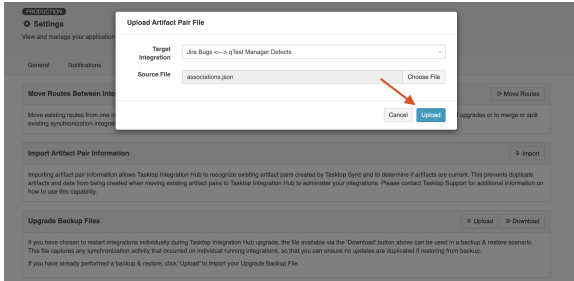 PRODUCTION
Settings
View and manage your application
General Notifications
Upload Artifact Pair File
Target Integration
Jira Bugs <---> qTest Manager Defects
Source File
associations.json
Choose File
Cancel
Upload
Move Routes Between Inte
Move Routes
Move existing routes from one in
upgrades or to merge or split
existing synchronization integrat
Import Artifact Pair Information
Import
Importing artifact pair information allows Tasktop Integration Hub to recognize existing artifact pairs created by Tasktop Sync and to determine if artifacts are current. This prevents duplicate
artifacts and data from being created when moving existing artifact pairs to Tasktop Integration Hub to administer your integrations. Please contact Tasktop Support for additional information on
how to use this capability.
Upgrade Backup Files
Upload
Download
If you have chosen to restart integrations individually during Tasktop Integration Hub upgrade, the file available via the 'Download' button above can be used in a backup & restore scenario.
This file captures any synchronization activity that occurred on individual running integrations, so that you can ensure no updates are duplicated if restoring from backup.
If you have already performed a backup & restore, click 'Upload' to import your Upgrade Backup File.